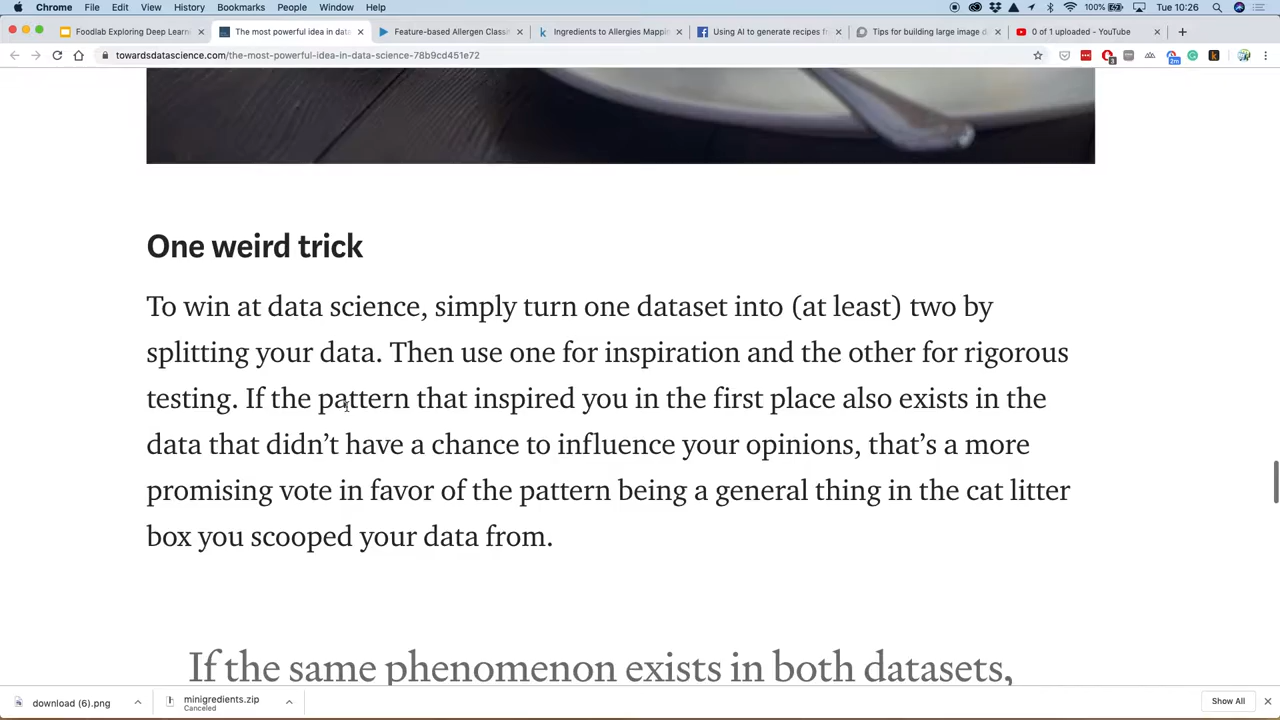 Chrome File Edit View History Bookmarks People Window Help 100% Tue 10:26
Foodlab Exploring Deep Learn The most powerful idea in data Feature-based Allergen Classi Ingredients to Allergies Mappi Using AI to generate recipes f Tips for building large image d 0 of 1 uploaded - YouTube
towardsdatascience.com/the-most-powerful-idea-in-data-science-78b9cd451e72
One weird trick
To win at data science, simply turn one dataset into (at least) two by
splitting your data. Then use one for inspiration and the other for rigorous
testing. If the pattern that inspired you in the first place also exists in the
data that didn’t have a chance to influence your opinions, that’s a more
promising vote in favor of the pattern being a general thing in the cat litter
box you scooped your data from.
If the same phenomenon exists in both datasets,
download (6).png minigredients.zip Show All
Canceled